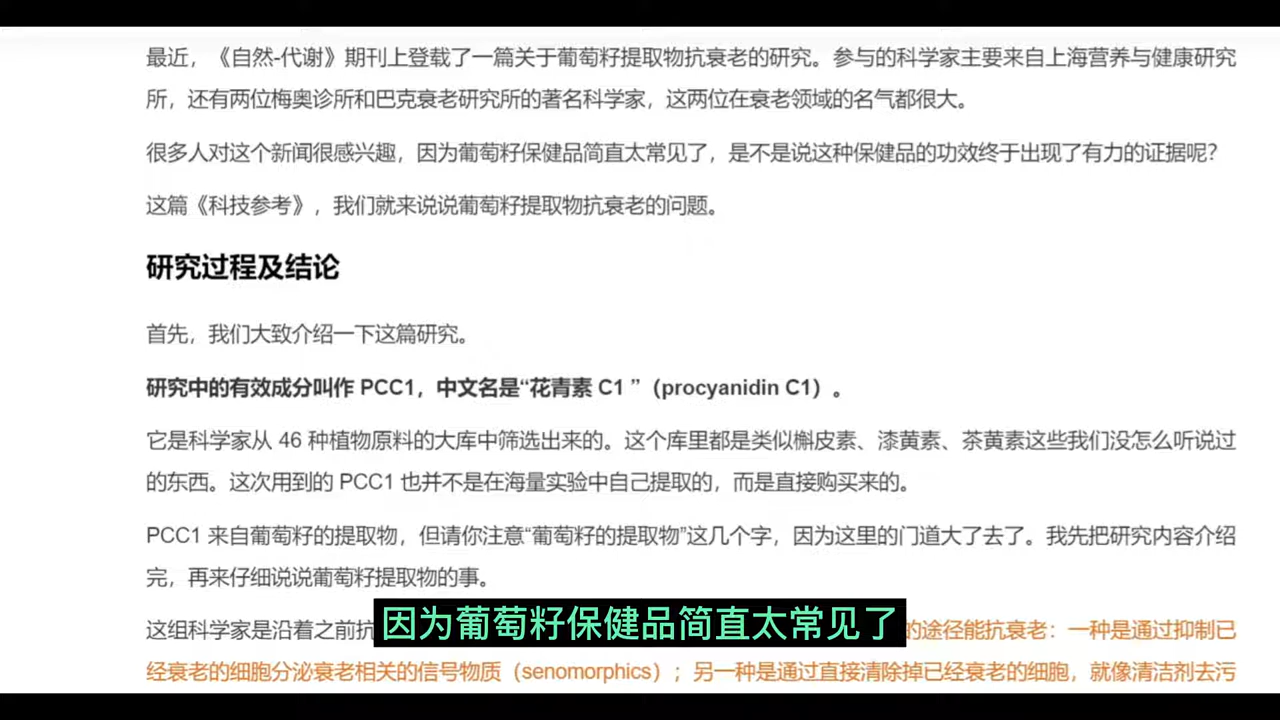 最近，《自然-代谢》期刊上登载了一篇关于葡萄籽提取物抗衰老的研究。参与的科学家主要来自上海营养与健康研究
所，还有两位梅奥诊所和巴克衰老研究所的著名科学家，这两位在衰老领域的名气都很大。
很多人对这个新闻很感兴趣，因为葡萄籽保健品简直太常见了，是不是说这种保健品的功效终于出现了有力的证据呢？
这篇《科技参考》，我们就来说说葡萄籽提取物抗衰老的问题。
研究过程及结论
首先，我们大致介绍一下这篇研究。
研究中的有效成分叫作 PCC1，中文名是“花青素 C1 ”（procyanidin C1）。
它是科学家从 46 种植物原料的大库中筛选出来的。这个库里都是类似槲皮素、漆黄素、茶黄素这些我们没怎么听说过
的东西。这次用到的 PCC1 也并不是在海量实验中自己提取的，而是直接购买来的。
PCC1 来自葡萄籽的提取物，但请你注意“葡萄籽的提取物”这几个字，因为这里的门道大了去了。我先把研究内容介绍
完，再来仔细说说葡萄籽提取物的事。
这组科学家是沿着之前抗 的途径能抗衰老：一种是通过抑制已
因为葡萄籽保健品简直太常见了
经衰老的细胞分泌衰老相关的信号物质（senomorphics）；另一种是通过直接清除掉已经衰老的细胞，就像清洁剂去污